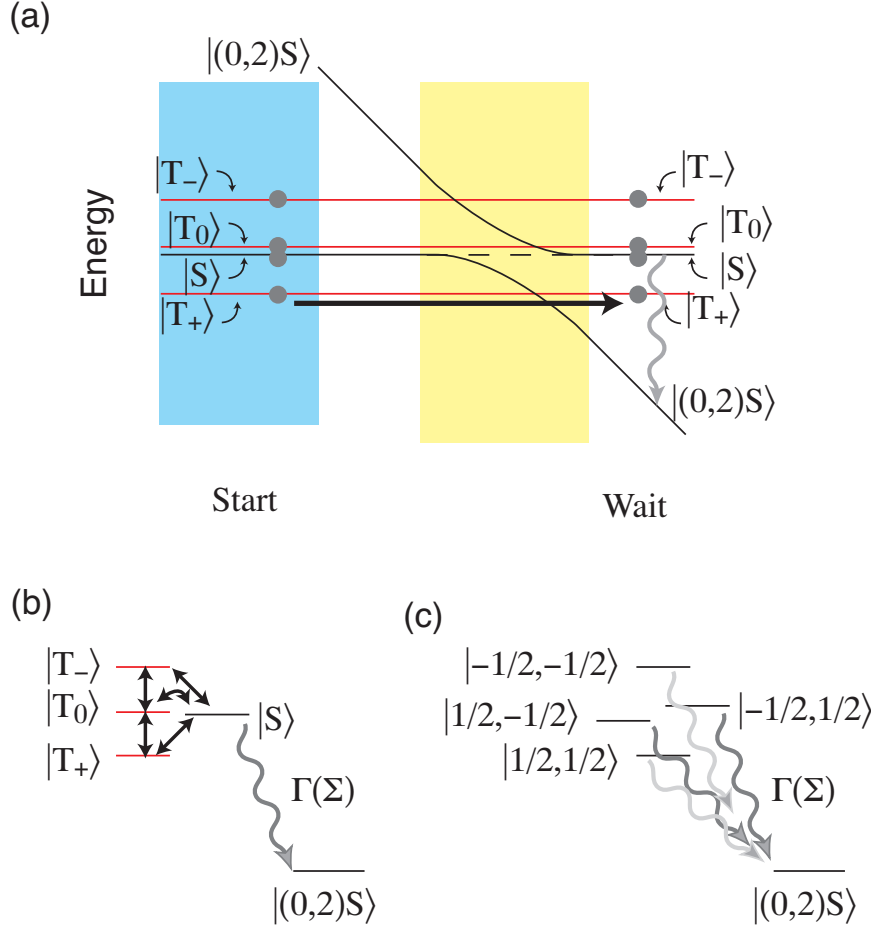 (a)
|(0,2)S⟩
|T₋⟩
|T₋⟩
|T₀⟩
|T₀⟩
|S⟩
|S⟩
|T₊⟩
|T₊⟩
Energy
|(0,2)S⟩
Start
Wait
(b)
|T₋⟩
|T₀⟩
|S⟩
|T₊⟩
Γ(Σ)
|(0,2)S⟩
(c)
|−1/2,−1/2⟩
|1/2,−1/2⟩
|−1/2,1/2⟩
|1/2,1/2⟩
Γ(Σ)
|(0,2)S⟩